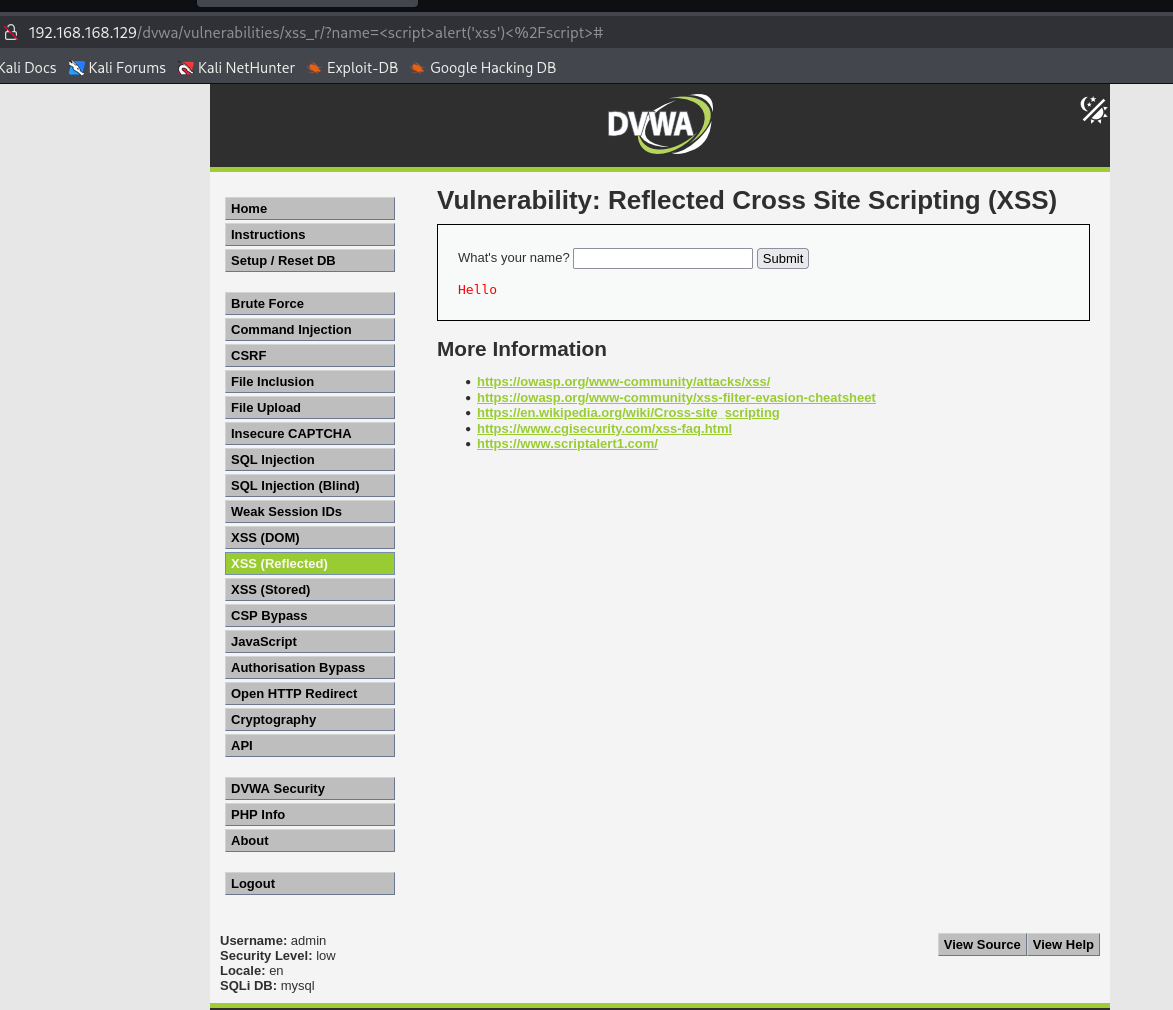 192.168.168.129/dvwa/vulnerabilities/xss_r/?name=<script>alert('xss')<%2Fscript>#
Kali Docs Kali Forums Kali NetHunter Exploit-DB Google Hacking DB
DVWA
Vulnerability: Reflected Cross Site Scripting (XSS)
What's your name? Submit
Hello
More Information
https://owasp.org/www-community/attacks/xss/
https://owasp.org/www-community/xss-filter-evasion-cheatsheet
https://en.wikipedia.org/wiki/Cross-site_scripting
https://www.cgisecurity.com/xss-faq.html
https://www.scriptalert1.com/
Home
Instructions
Setup / Reset DB
Brute Force
Command Injection
CSRF
File Inclusion
File Upload
Insecure CAPTCHA
SQL Injection
SQL Injection (Blind)
Weak Session IDs
XSS (DOM)
XSS (Reflected)
XSS (Stored)
CSP Bypass
JavaScript
Authorisation Bypass
Open HTTP Redirect
Cryptography
API
DVWA Security
PHP Info
About
Logout
Username: admin
Security Level: low
Locale: en
SQLi DB: mysql
View Source View Help